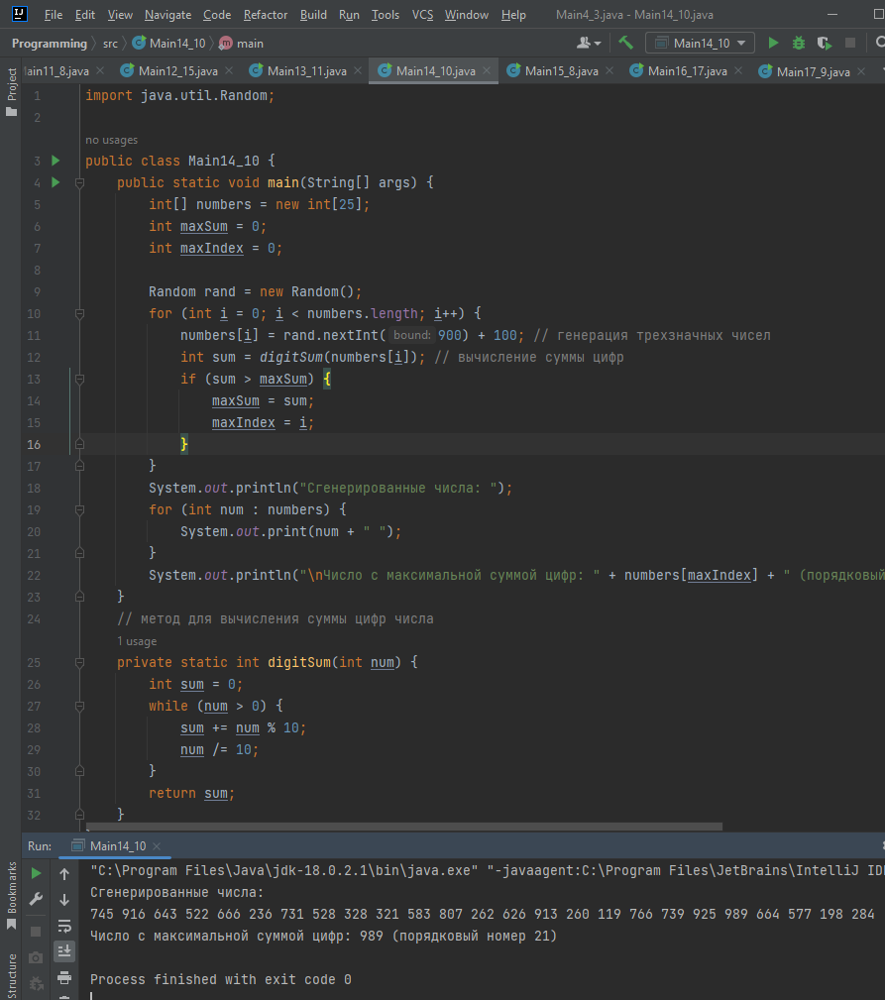 File Edit View Navigate Code Refactor Build Run Tools VCS Window Help Main4_3.java - Main14_10.java
Programming src Main14_10 main Main14_10
Main12_15.java Main13_11.java Main14_10.java Main15_8.java Main16_17.java Main17_9.java
Project
1 import java.util.Random;
2
no usages
3 public class Main14_10 {
4 public static void main(String[] args) {
5 int[] numbers = new int[25];
6 int maxSum = 0;
7 int maxIndex = 0;
8
9 Random rand = new Random();
10 for (int i = 0; i < numbers.length; i++) {
11 numbers[i] = rand.nextInt( bound: 900) + 100; // генерация трехзначных чисел
12 int sum = digitSum(numbers[i]); // вычисление суммы цифр
13 if (sum > maxSum) {
14 maxSum = sum;
15 maxIndex = i;
16 }
17 }
18 System.out.println("Сгенерированные числа: ");
19 for (int num : numbers) {
20 System.out.print(num + " ");
21 }
22 System.out.println("\nЧисло с максимальной суммой цифр: " + numbers[maxIndex] + " (порядковый
23 }
24 // метод для вычисления суммы цифр числа
1 usage
25 private static int digitSum(int num) {
26 int sum = 0;
27 while (num > 0) {
28 sum += num % 10;
29 num /= 10;
30 }
31 return sum;
32 }
Run: Main14_10
Bookmarks
Structure
"C:\Program Files\Java\jdk-18.0.2.1\bin\java.exe" "-javaagent:C:\Program Files\JetBrains\IntelliJ IDE
Сгенерированные числа:
745 916 643 522 666 236 731 528 328 321 583 807 262 626 913 260 119 766 739 925 989 664 577 198 284
Число с максимальной суммой цифр: 989 (порядковый номер 21)
Process finished with exit code 0